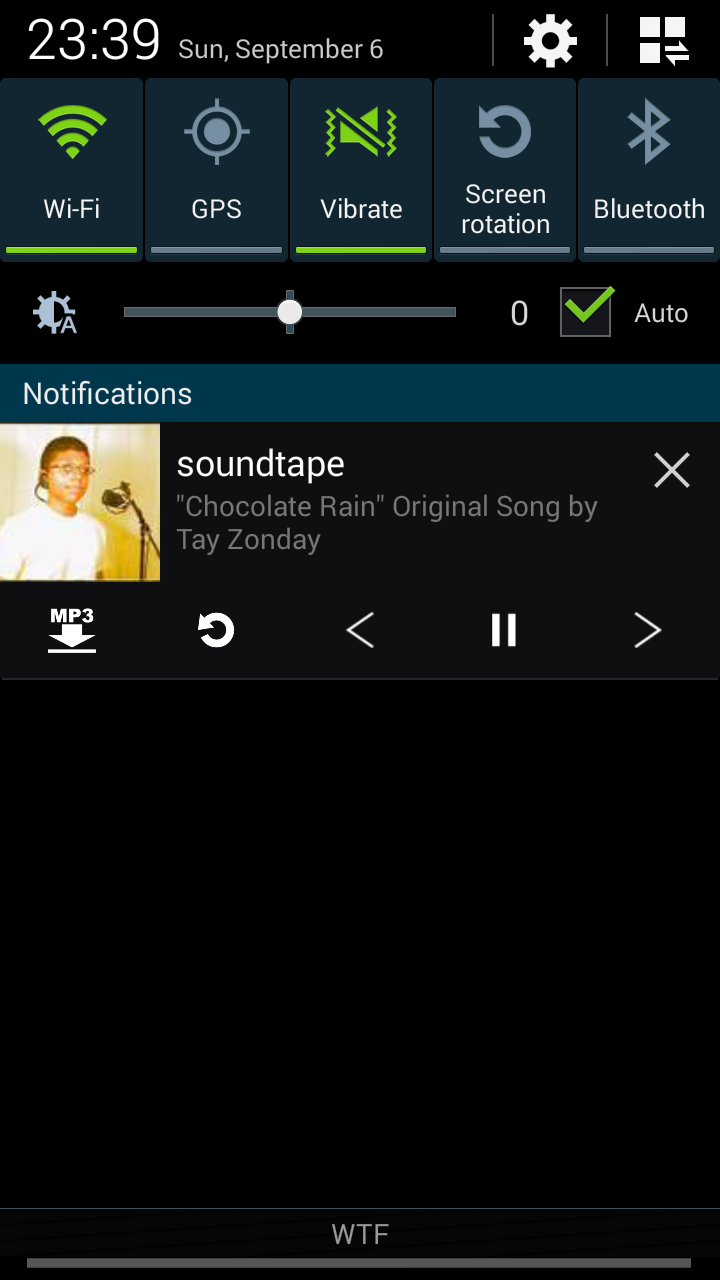 23:39 Sun, September 6
Wi-Fi
GPS
Vibrate
Screen
rotation
Bluetooth
A
0
Auto
Notifications
soundtape
"Chocolate Rain" Original Song by
Tay Zonday
MP3
WTF